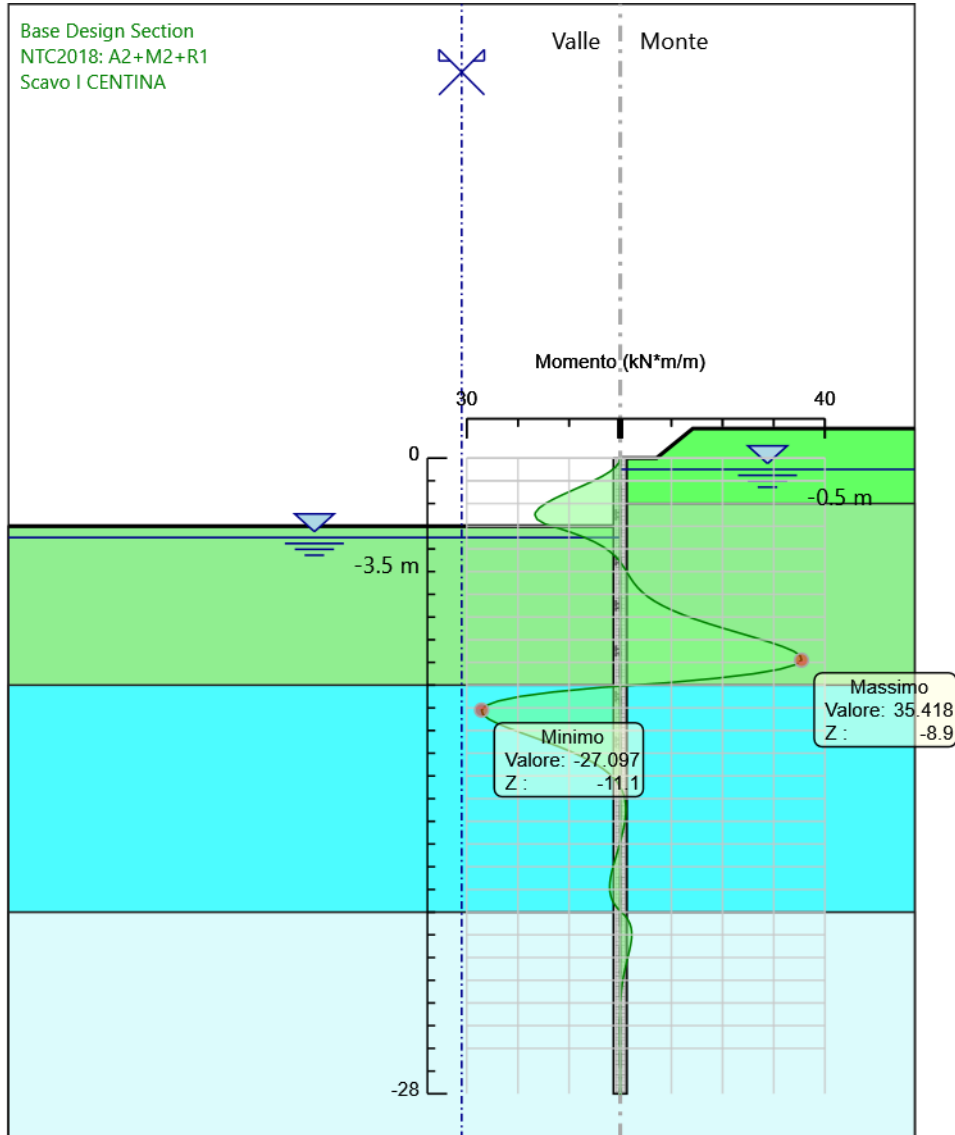 Base Design Section
NTC2018: A2+M2+R1
Scavo I CENTINA
Valle
Monte
Momento (kN*m/m)
30
40
0
-0.5 m
-3.5 m
Massimo
Valore: 35.418
Z : -8.9
Minimo
Valore: -27.097
Z : -11.1
-28